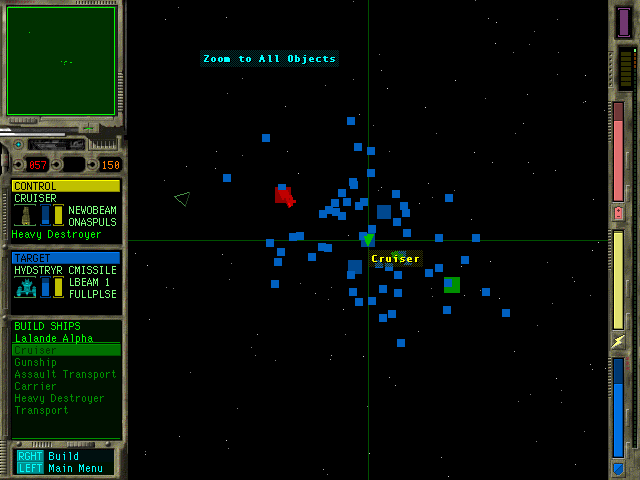 Zoom to All Objects
057 150
CONTROL
CRUISER
NEWOBEAM
ONASPULS
Heavy Destroyer
TARGET
HVDSTRYR CMISSILE
LBEAM 1
FULLPLSE
Cruiser
BUILD SHIPS
Lalande Alpha
Cruiser
Gunship
Assault Transport
Carrier
Heavy Destroyer
Transport
RGHT Build
LEFT Main Menu